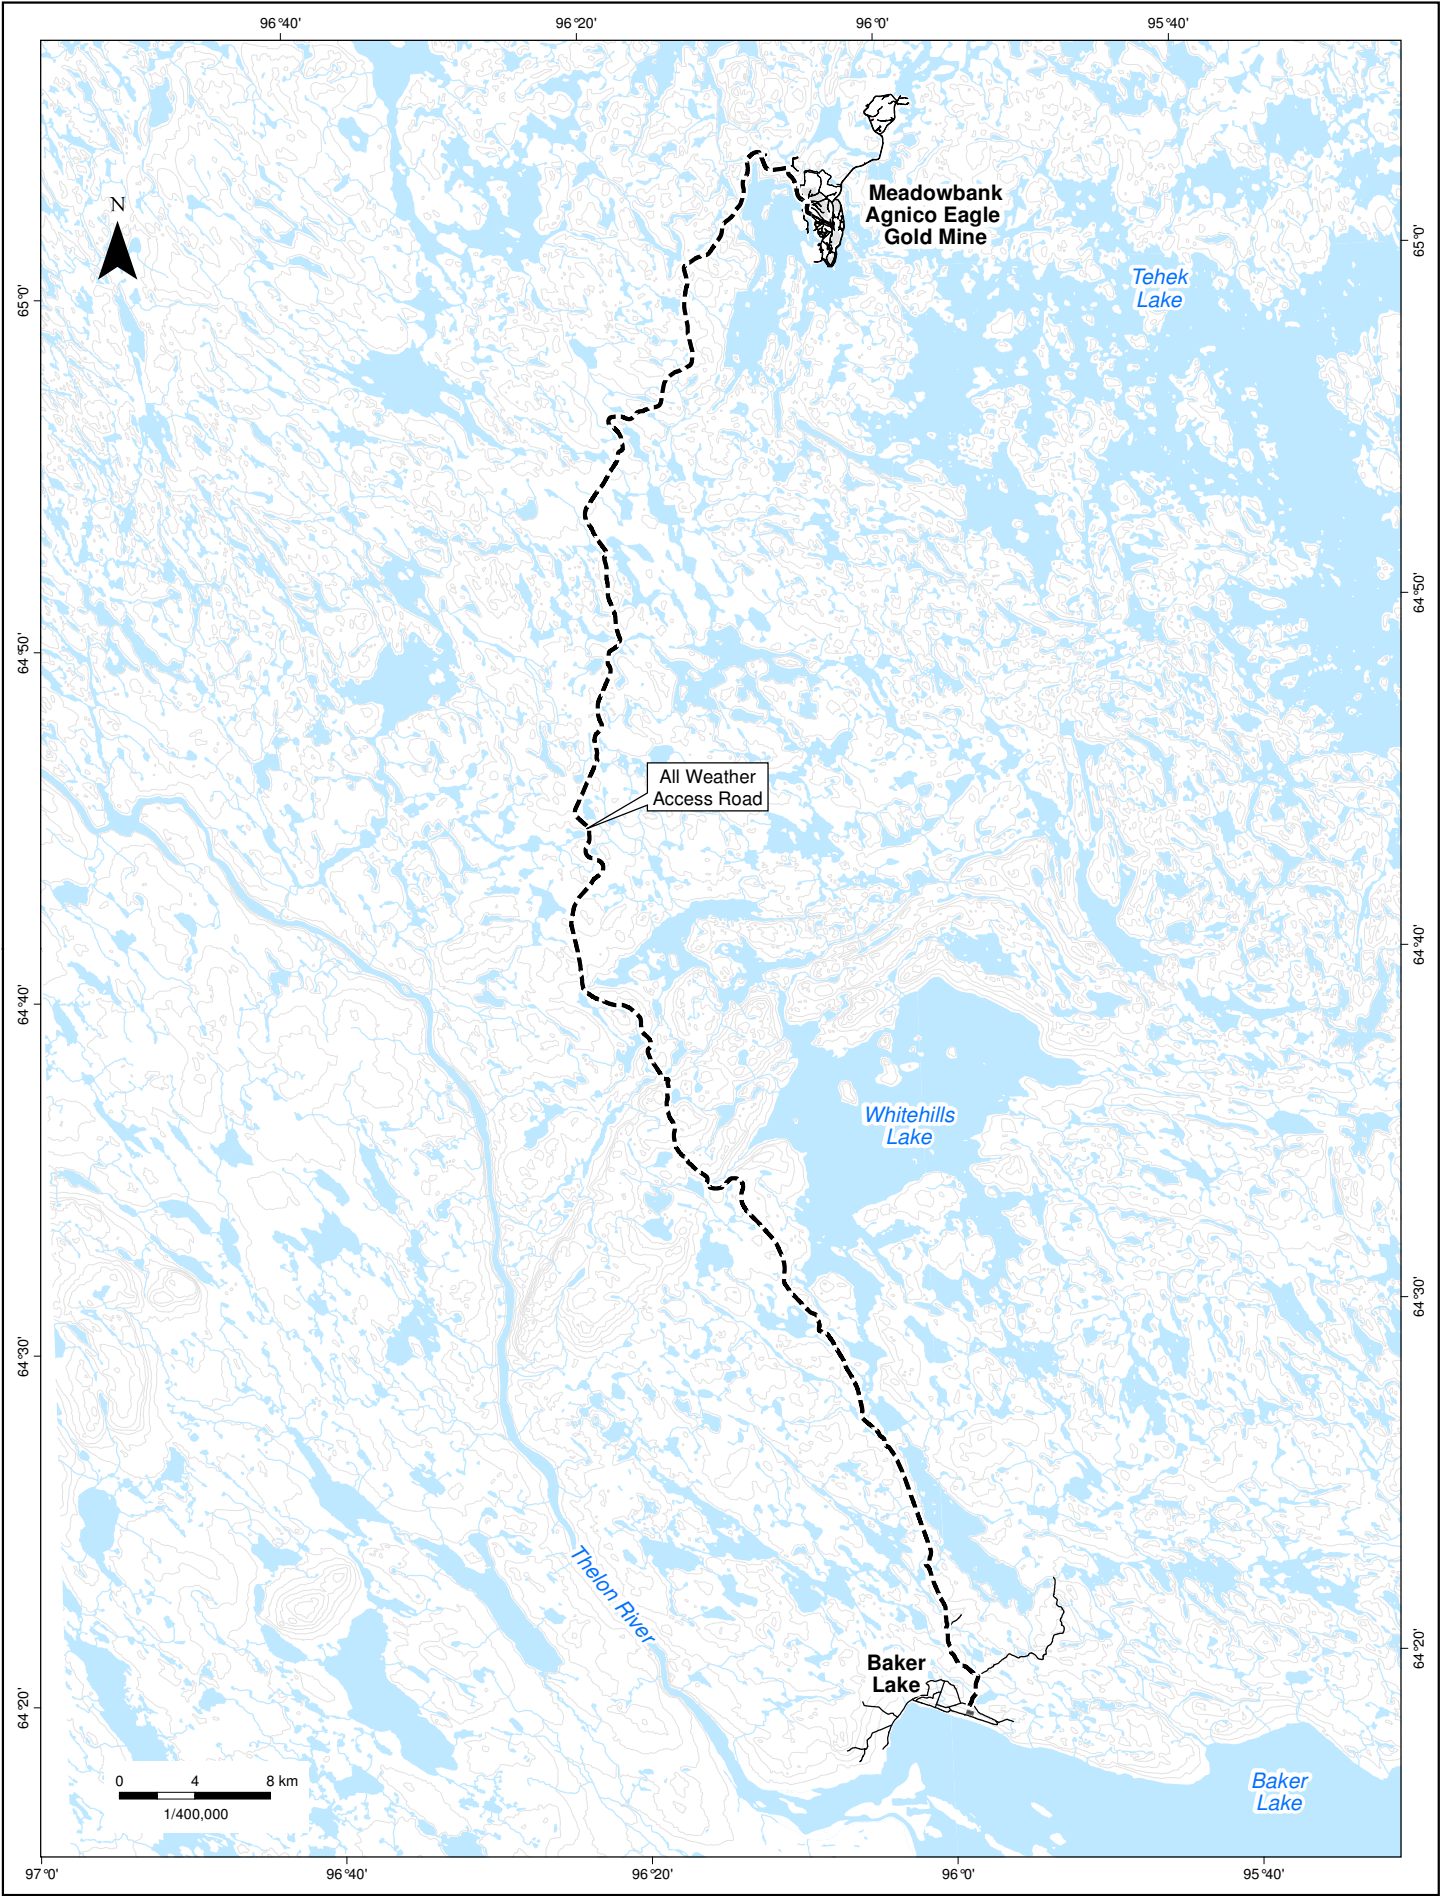 96°40'
96°20'
96°0'
95°40'
N
Meadowbank
Agnico Eagle
Gold Mine
65°0'
Tehek
Lake
65°0'
64°50'
64°50'
All Weather
Access Road
64°40'
64°40'
Whitehills
Lake
64°30'
64°30'
Thelon River
64°20'
Baker
Lake
64°20'
0 4 8 km
1/400,000
Baker
Lake
97°0'
96°40'
96°20'
96°0'
95°40'